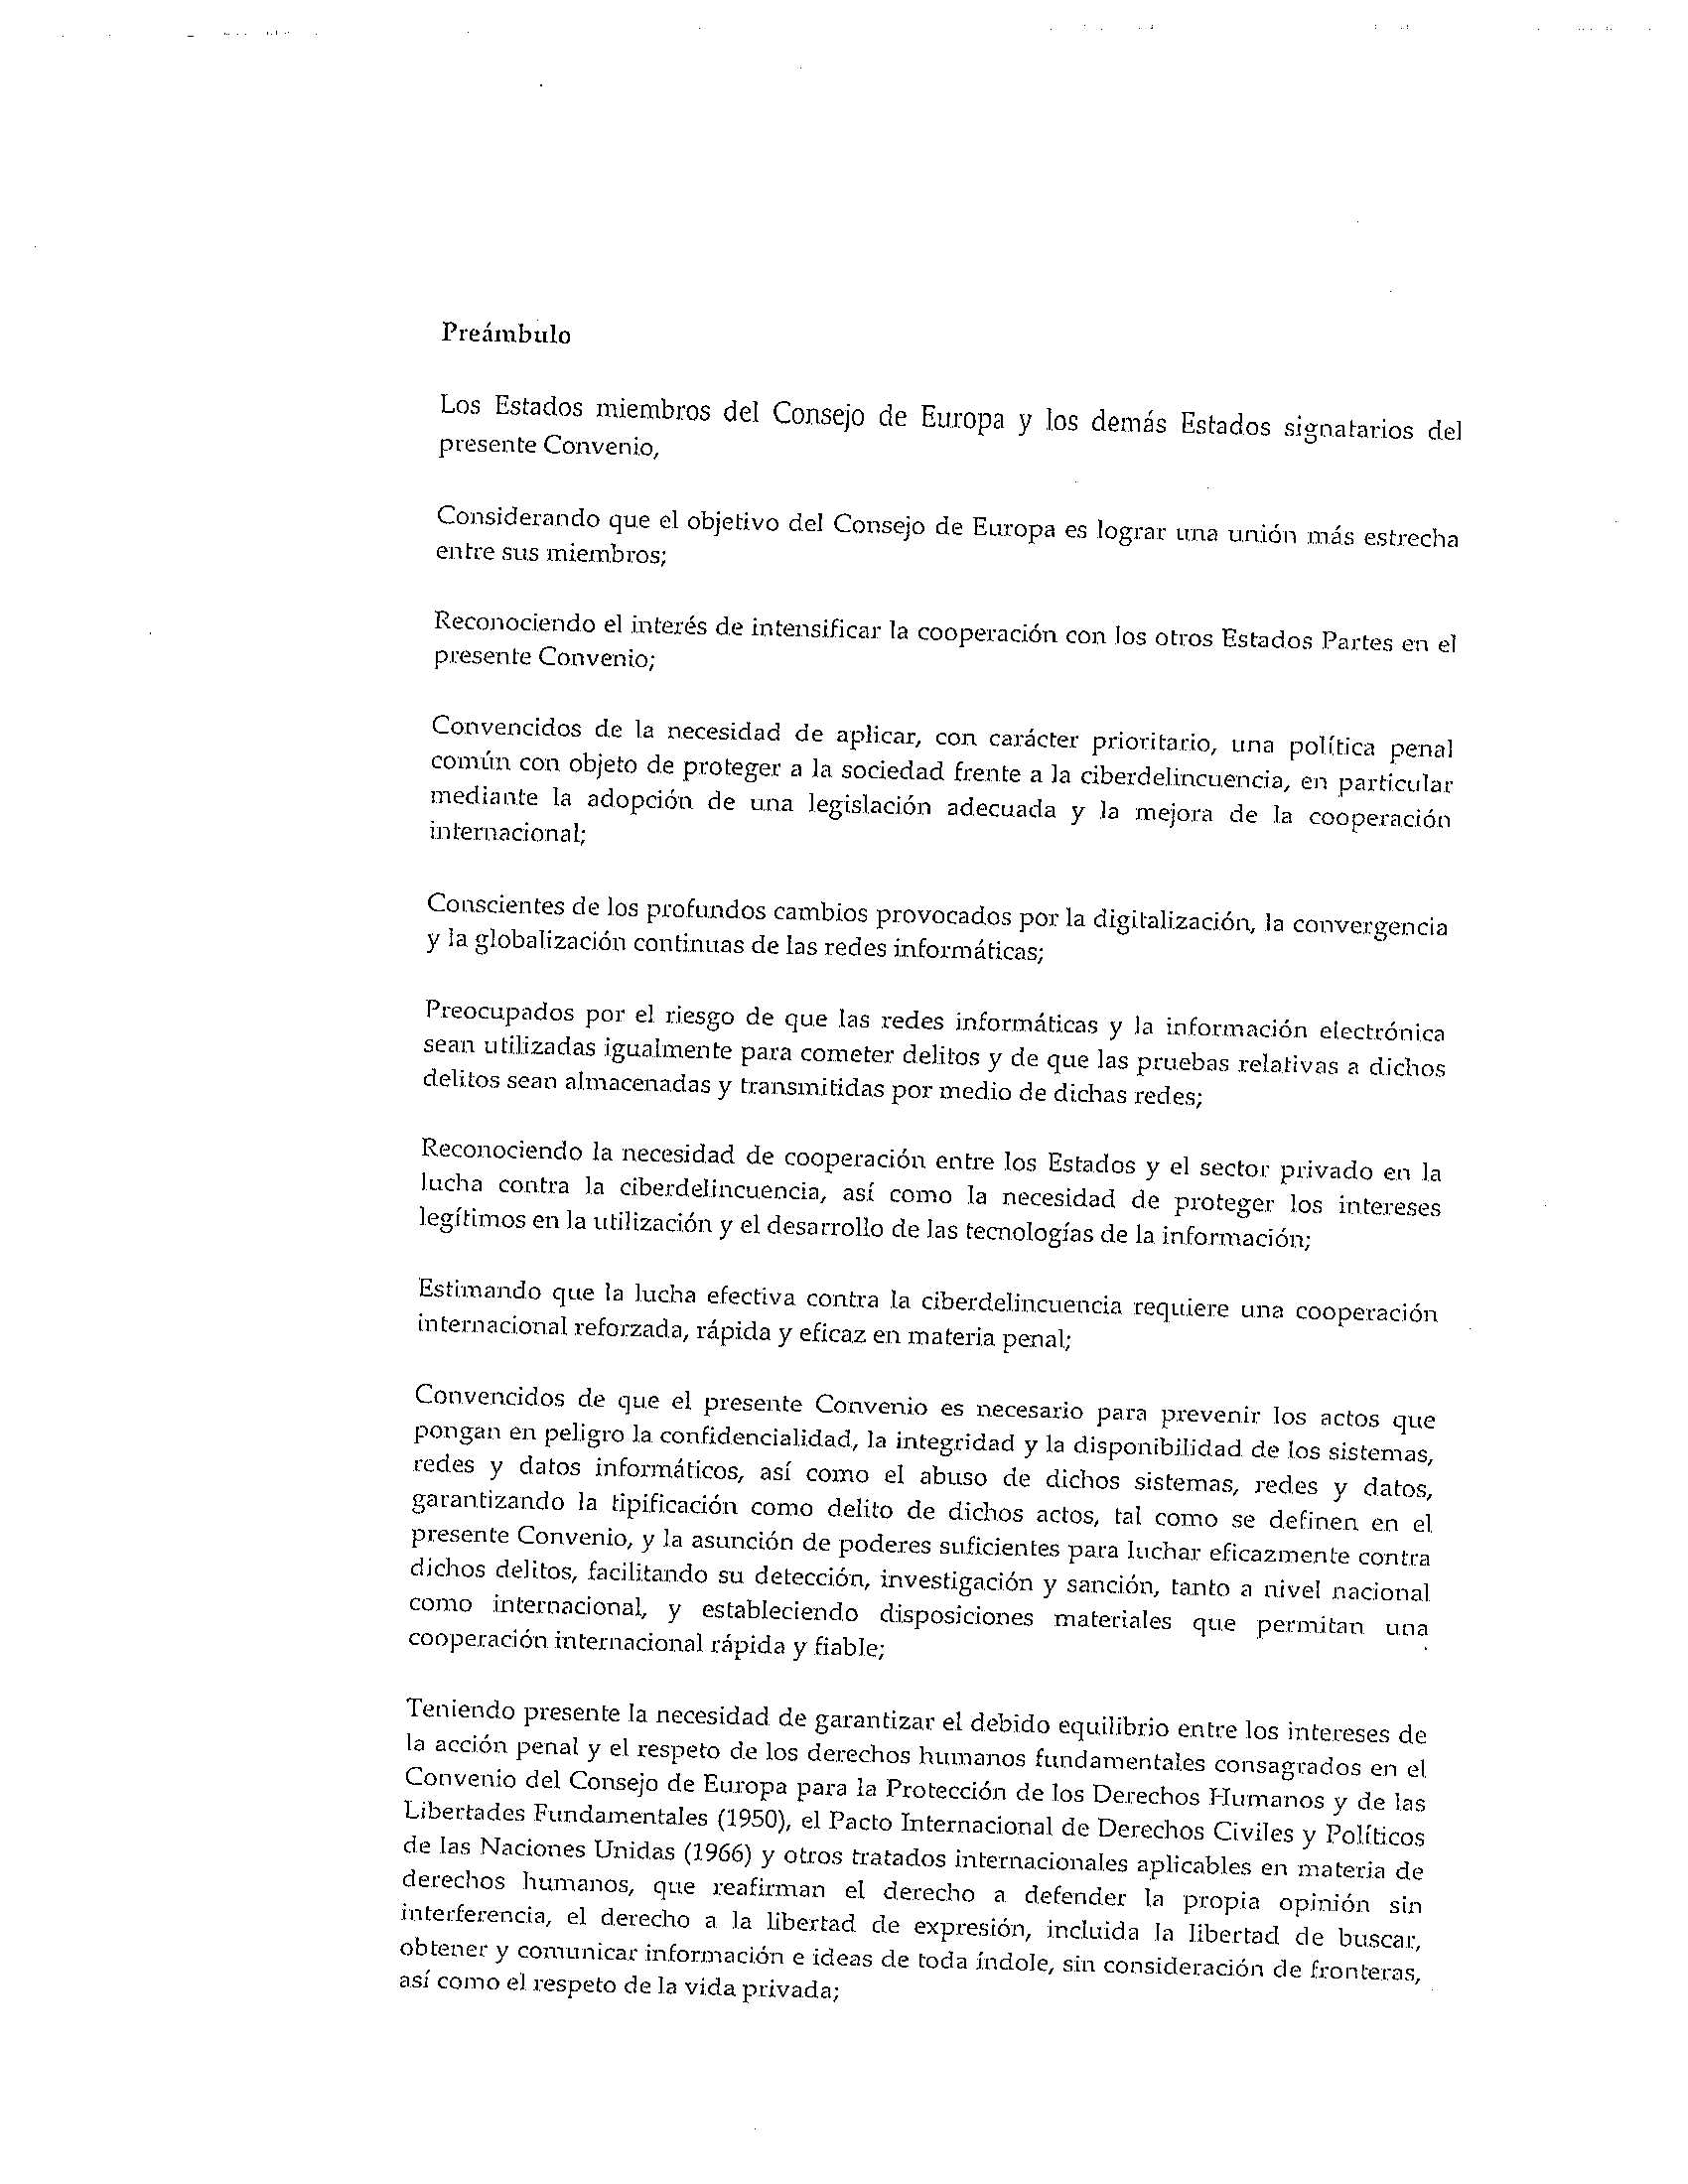 Preámbulo
Los Estados miembros del Consejo de Europa y los demás Estados signatarios del
presente Convenio,
Considerando que el objetivo del Consejo de Europa es lograr una unión más estrecha
entre sus miembros;
Reconociendo el interés de intensificar la cooperación con los otros Estados Partes en el
presente Convenio;
Convencidos de la necesidad de aplicar, con carácter prioritario, una política penal
común con objeto de proteger a la sociedad frente a la ciberdelincuencia, en particular
mediante la adopción de una legislación adecuada y la mejora de la cooperación
internacional;
Conscientes de los profundos cambios provocados por la digitalización, la convergencia
y la globalización continuas de las redes informáticas;
Preocupados por el riesgo de que las redes informáticas y la información electrónica
sean utilizadas igualmente para cometer delitos y de que las pruebas relativas a dichos
delitos sean almacenadas y transmitidas por medio de dichas redes;
Reconociendo la necesidad de cooperación entre los Estados y el sector privado en la
lucha contra la ciberdelincuencia, así como la necesidad de proteger los intereses
legítimos en la utilización y el desarrollo de las tecnologías de la información;
Estimando que la lucha efectiva contra la ciberdelincuencia requiere una cooperación
internacional reforzada, rápida y eficaz en materia penal;
Convencidos de que el presente Convenio es necesario para prevenir los actos que
pongan en peligro la confidencialidad, la integridad y la disponibilidad de los sistemas,
redes y datos informáticos, así como el abuso de dichos sistemas, redes y datos,
garantizando la tipificación como delito de dichos actos, tal como se definen en el
presente Convenio, y la asunción de poderes suficientes para luchar eficazmente contra
dichos delitos, facilitando su detección, investigación y sanción, tanto a nivel nacional
como internacional, y estableciendo disposiciones materiales que permitan una
cooperación internacional rápida y fiable;
Teniendo presente la necesidad de garantizar el debido equilibrio entre los intereses de
la acción penal y el respeto de los derechos humanos fundamentales consagrados en el
Convenio del Consejo de Europa para la Protección de los Derechos Humanos y de las
Libertades Fundamentales (1950), el Pacto Internacional de Derechos Civiles y Políticos
de las Naciones Unidas (1966) y otros tratados internacionales aplicables en materia de
derechos humanos, que reafirman el derecho a defender la propia opinión sin
interferencia, el derecho a la libertad de expresión, incluida la libertad de buscar,
obtener y comunicar información e ideas de toda índole, sin consideración de fronteras,
así como el respeto de la vida privada;